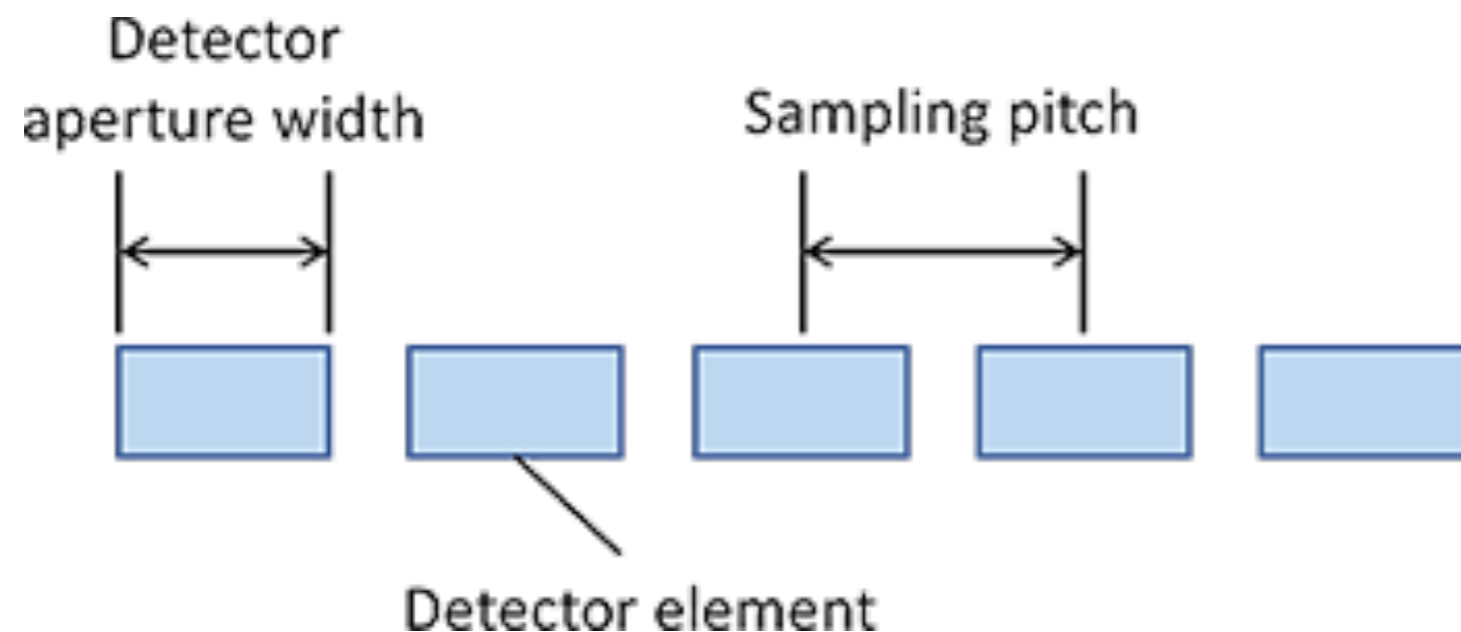 Detector
aperture width
Sampling pitch
Detector element